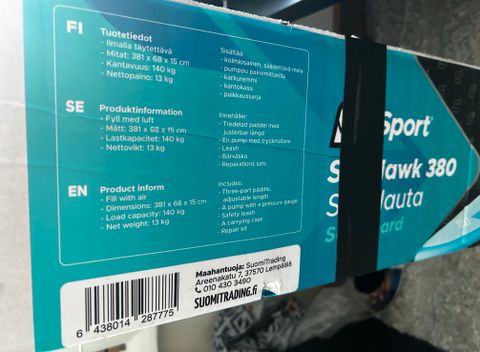 FI
Tuotetiedot
- Ilmalla täytettävä
- Mitat: 381 x 68 x 15 cm
- Kantavuus: 140 kg
- Nettopaino: 13 kg
Sisältää:
- kolmiosainen, säädettävä mela
- pumppu painemittarilla
- karkuremmi
- kantokassi
- paikkaussarja
SE
Produktinformation
- Fyll med luft
- Mått: 381 x 68 x 15 cm
- Lastkapacitet: 140 kg
- Nettovikt: 13 kg
Innehåller:
- Tredelad paddel med
justerbar längd
- En pump med tryckmätare
- Leash
- Bärväska
- Reparations sats
EN
Product inform
- Fill with air
- Dimensions: 381 x 68 x 15 cm
- Load capacity: 140 kg
- Net weight: 13 kg
Includes:
- Three-part paddle,
adjustable length
- A pump with a pressure gauge
- Safety leash
- A carrying case
- Repair kit
Sport
awk 380
auta
ard
Maahantuoja: SuomiTrading
Areenakatu 7, 37570 Lempäälä
010 430 3490
SUOMITRADING.fi
6 438014 287775